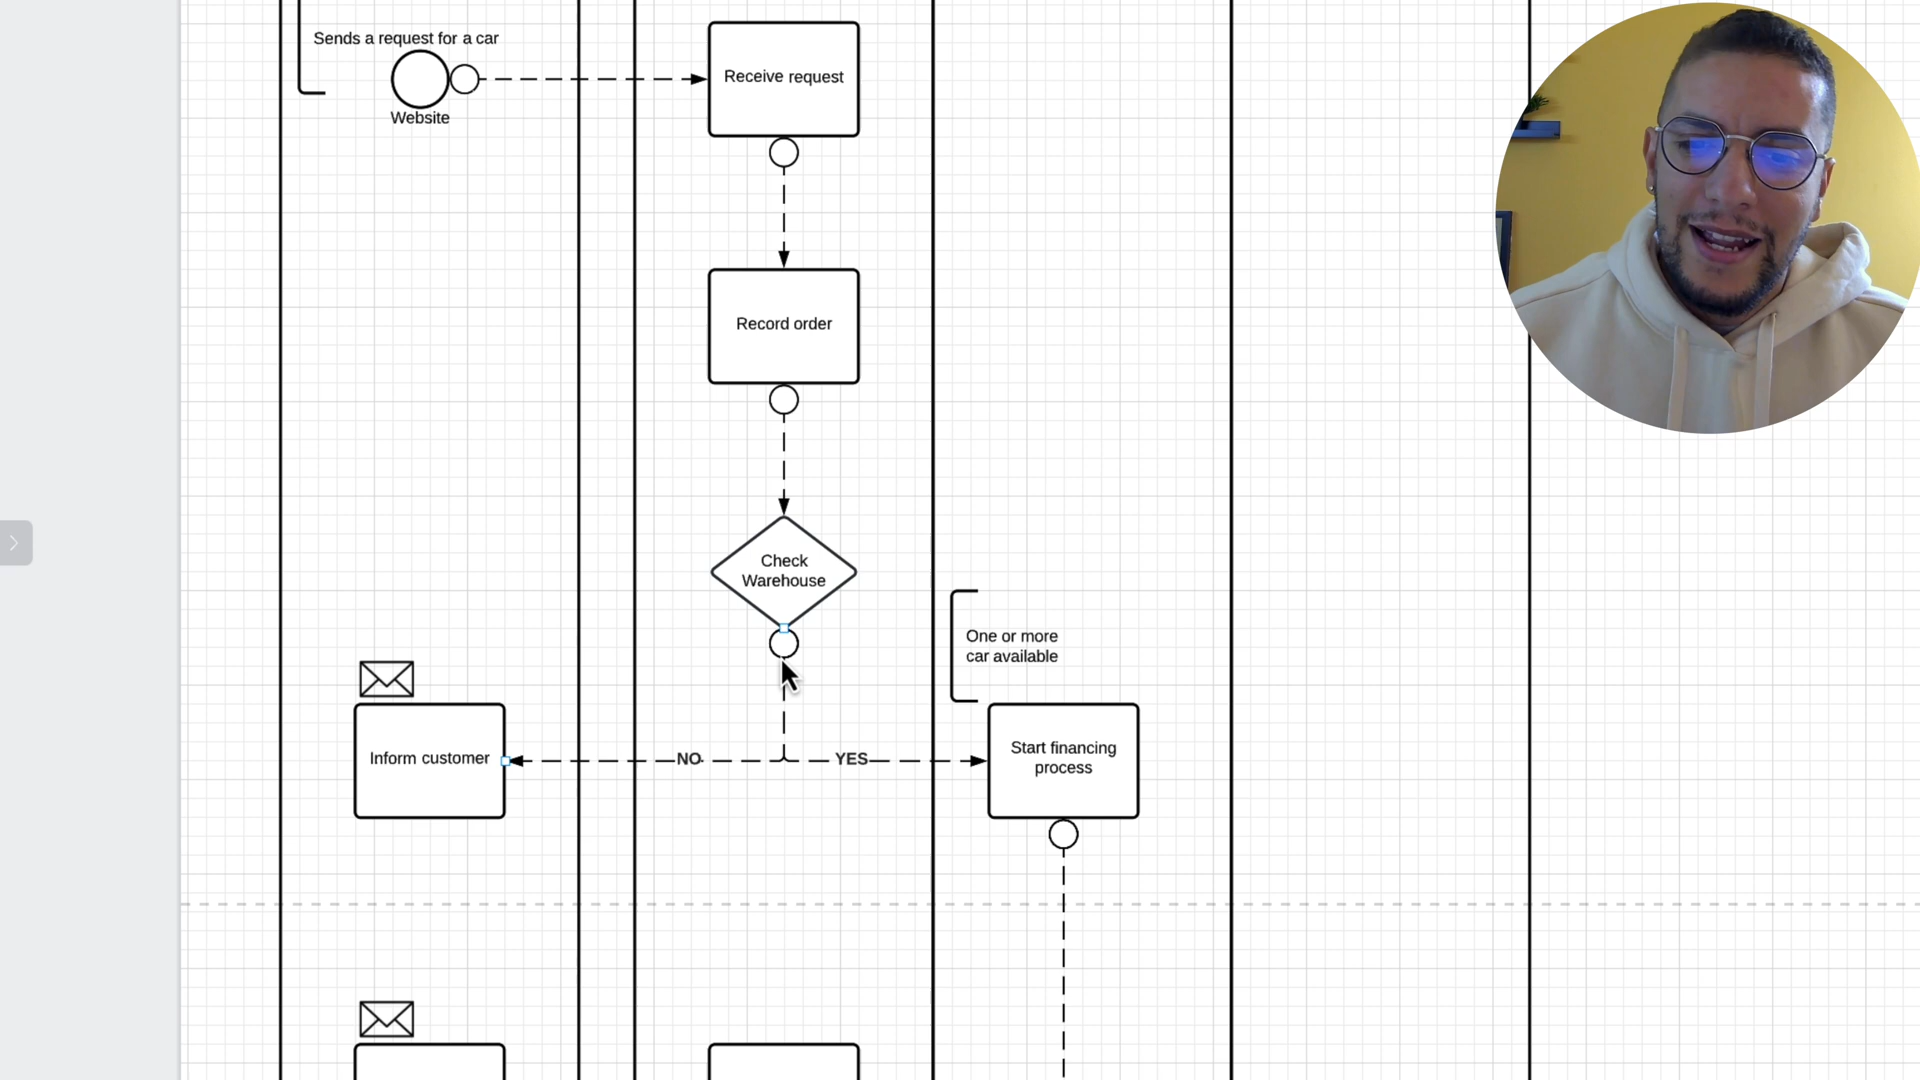 Sends a request for a car
Website
Receive request
Record order
Check
Warehouse
One or more
car available
Inform customer
NO
YES
Start financing
process